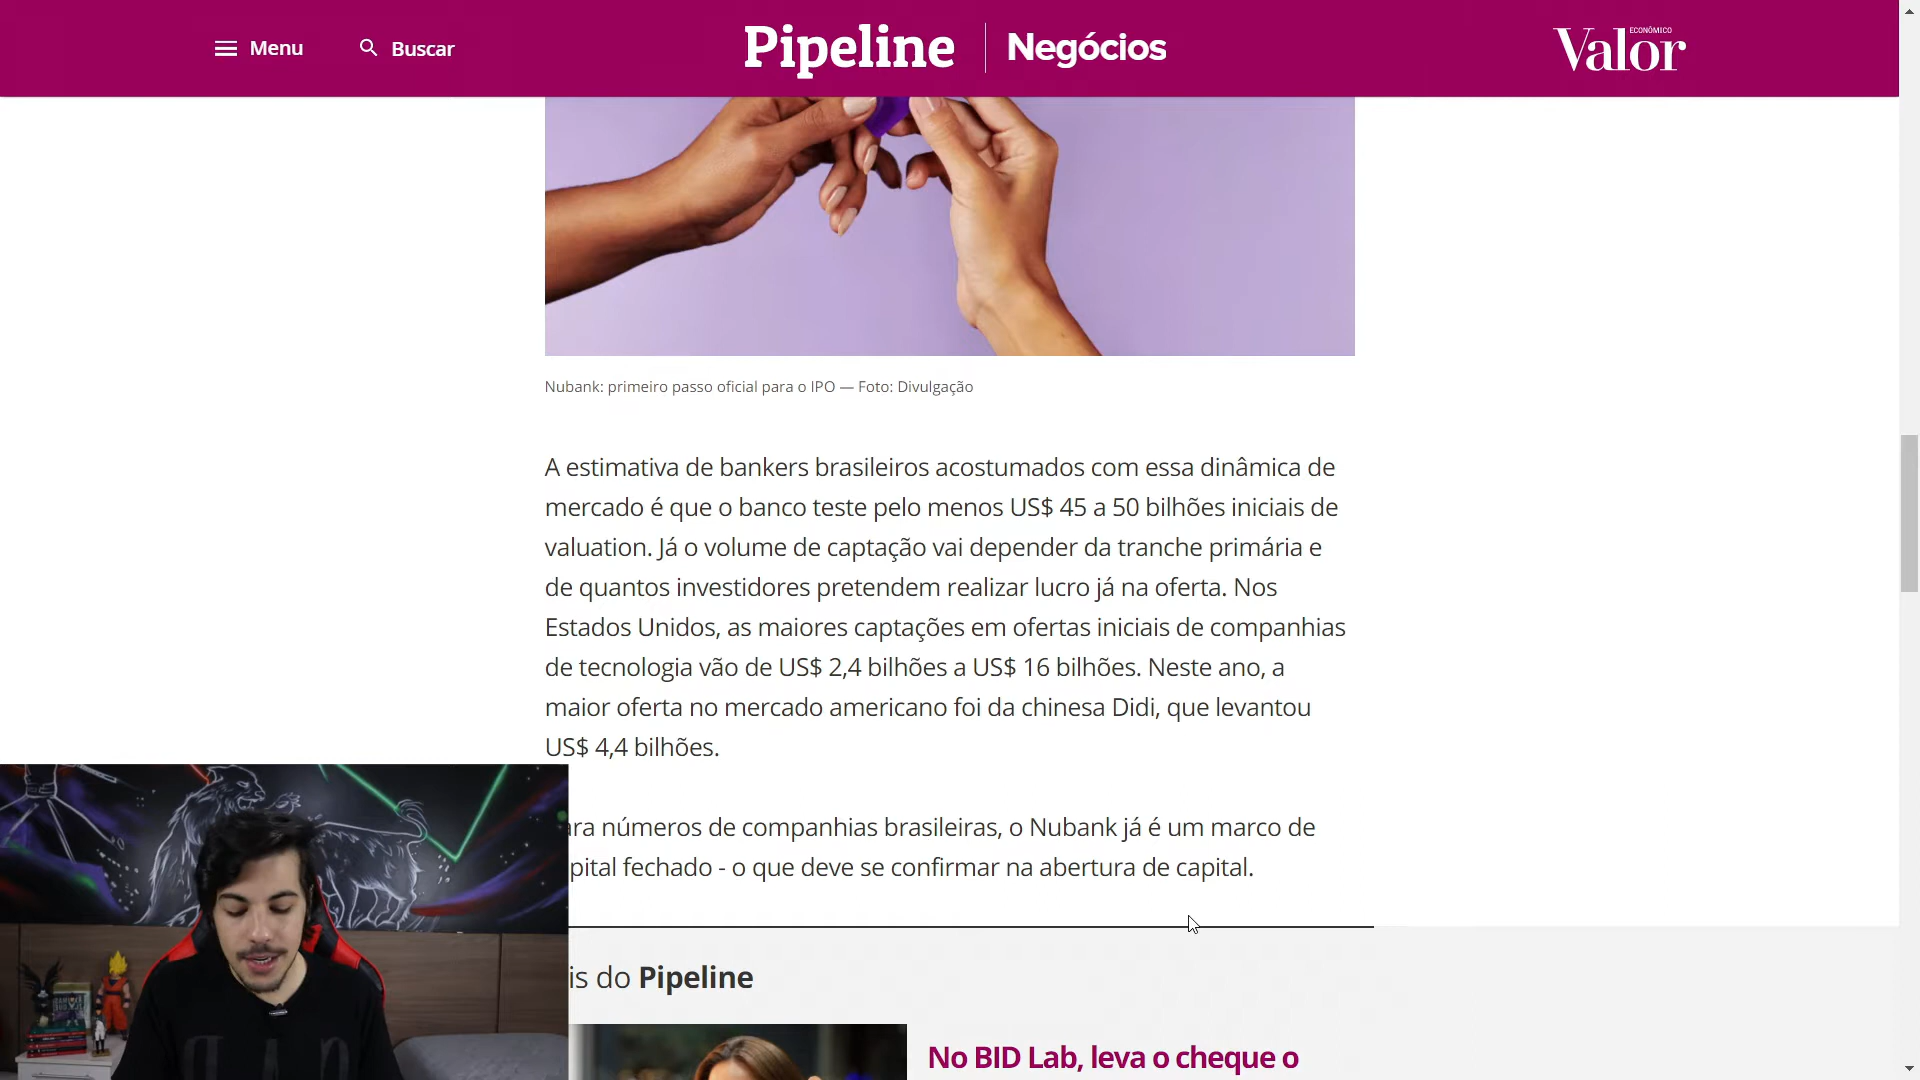 Menu
Buscar
Pipeline
Negócios
Valor
ECONÔMICO
Nubank: primeiro passo oficial para o IPO — Foto: Divulgação
A estimativa de bankers brasileiros acostumados com essa dinâmica de
mercado é que o banco teste pelo menos US$ 45 a 50 bilhões iniciais de
valuation. Já o volume de captação vai depender da tranche primária e
de quantos investidores pretendem realizar lucro já na oferta. Nos
Estados Unidos, as maiores captações em ofertas iniciais de companhias
de tecnologia vão de US$ 2,4 bilhões a US$ 16 bilhões. Neste ano, a
maior oferta no mercado americano foi da chinesa Didi, que levantou
US$ 4,4 bilhões.
ara números de companhias brasileiras, o Nubank já é um marco de
pital fechado - o que deve se confirmar na abertura de capital.
is do Pipeline
No BID Lab, leva o cheque o